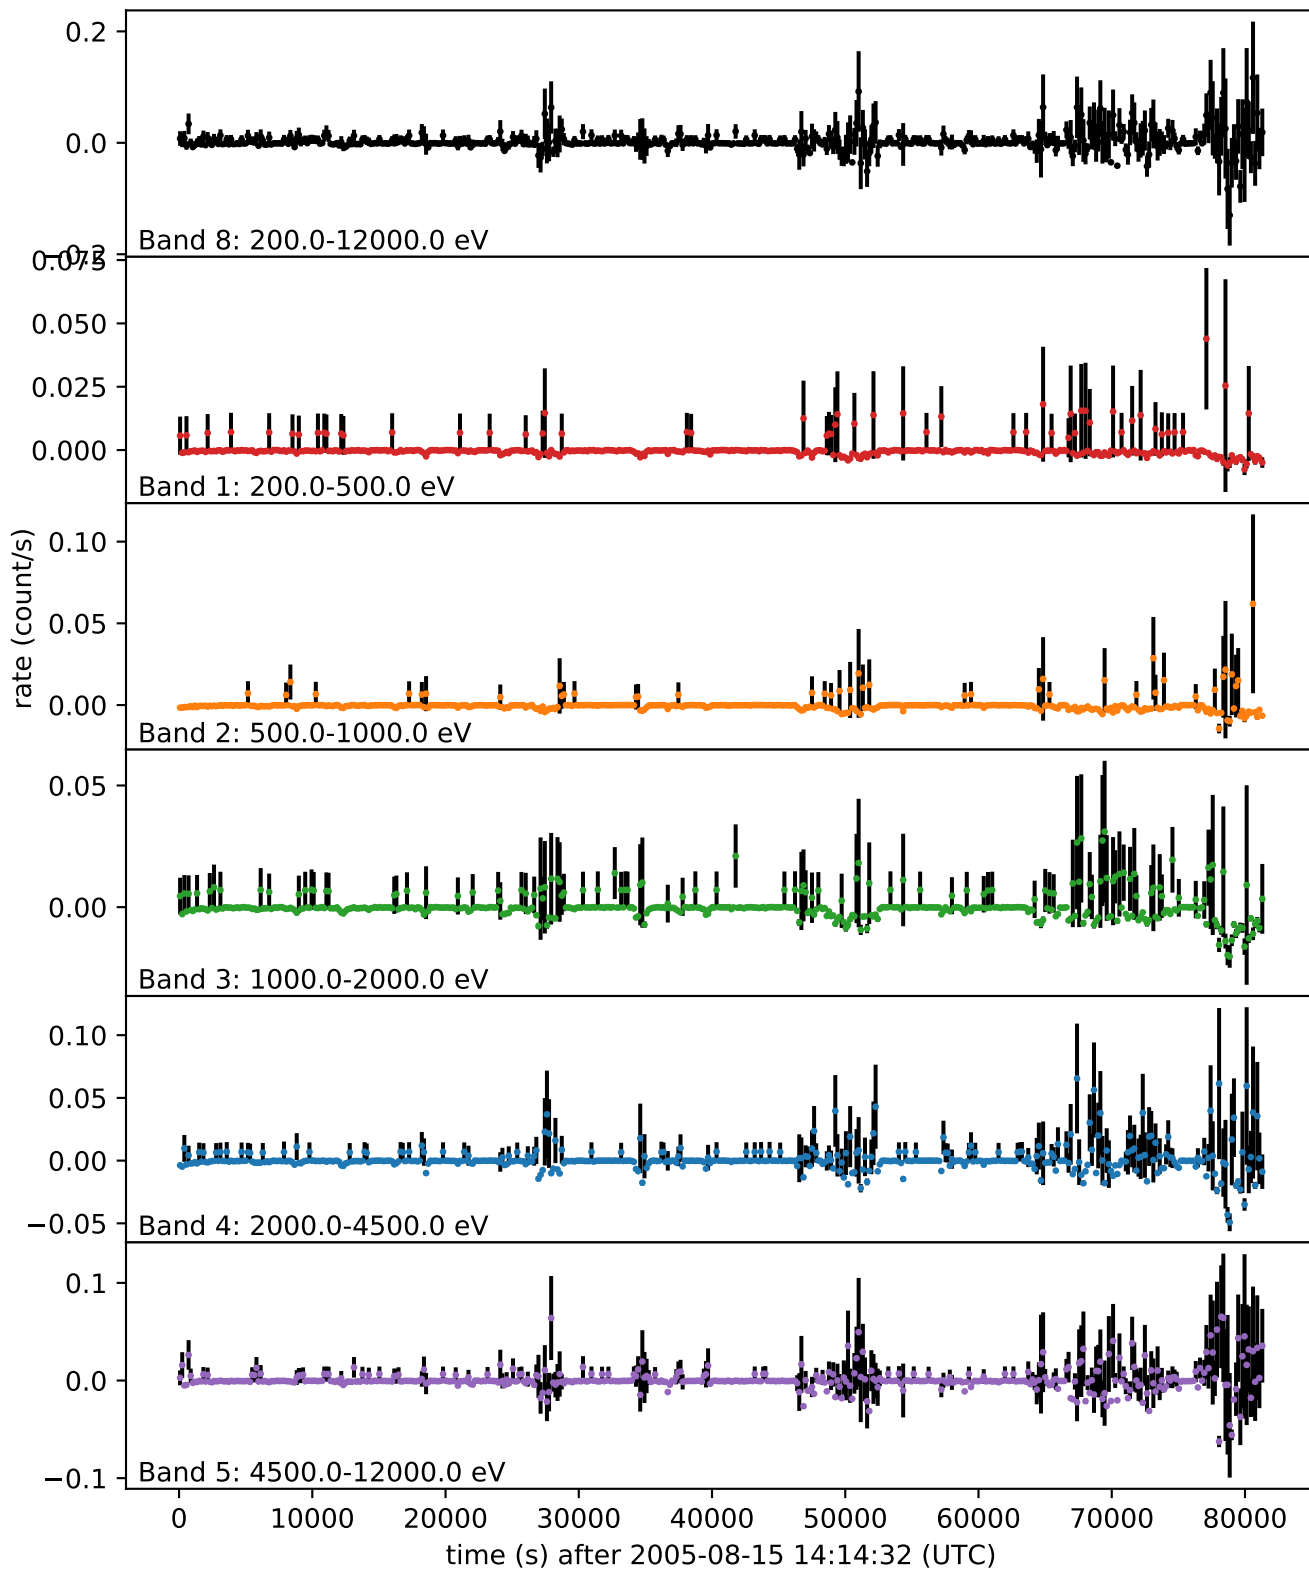 0.2
0.0
−0.2
Band 8: 200.0-12000.0 eV
0.075
0.050
0.025
0.000
Band 1: 200.0-500.0 eV
rate (count/s)
0.10
0.05
0.00
Band 2: 500.0-1000.0 eV
0.05
0.00
Band 3: 1000.0-2000.0 eV
0.10
0.05
0.00
−0.05
Band 4: 2000.0-4500.0 eV
0.1
0.0
−0.1
Band 5: 4500.0-12000.0 eV
0 10000 20000 30000 40000 50000 60000 70000 80000
time (s) after 2005-08-15 14:14:32 (UTC)